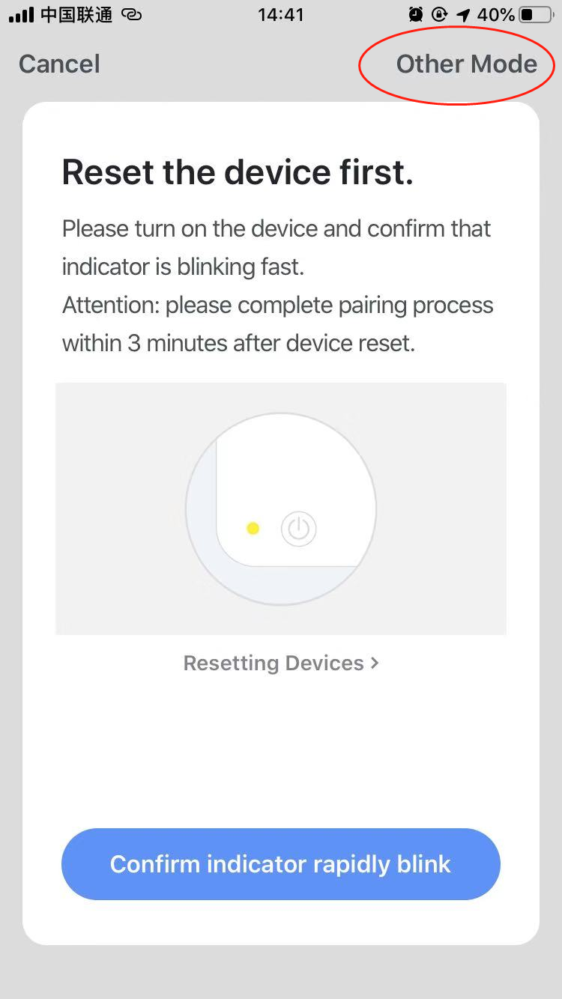 中国联通 14:41 40%
Cancel Other Mode
Reset the device first.
Please turn on the device and confirm that
indicator is blinking fast.
Attention: please complete pairing process
within 3 minutes after device reset.
Resetting Devices >
Confirm indicator rapidly blink